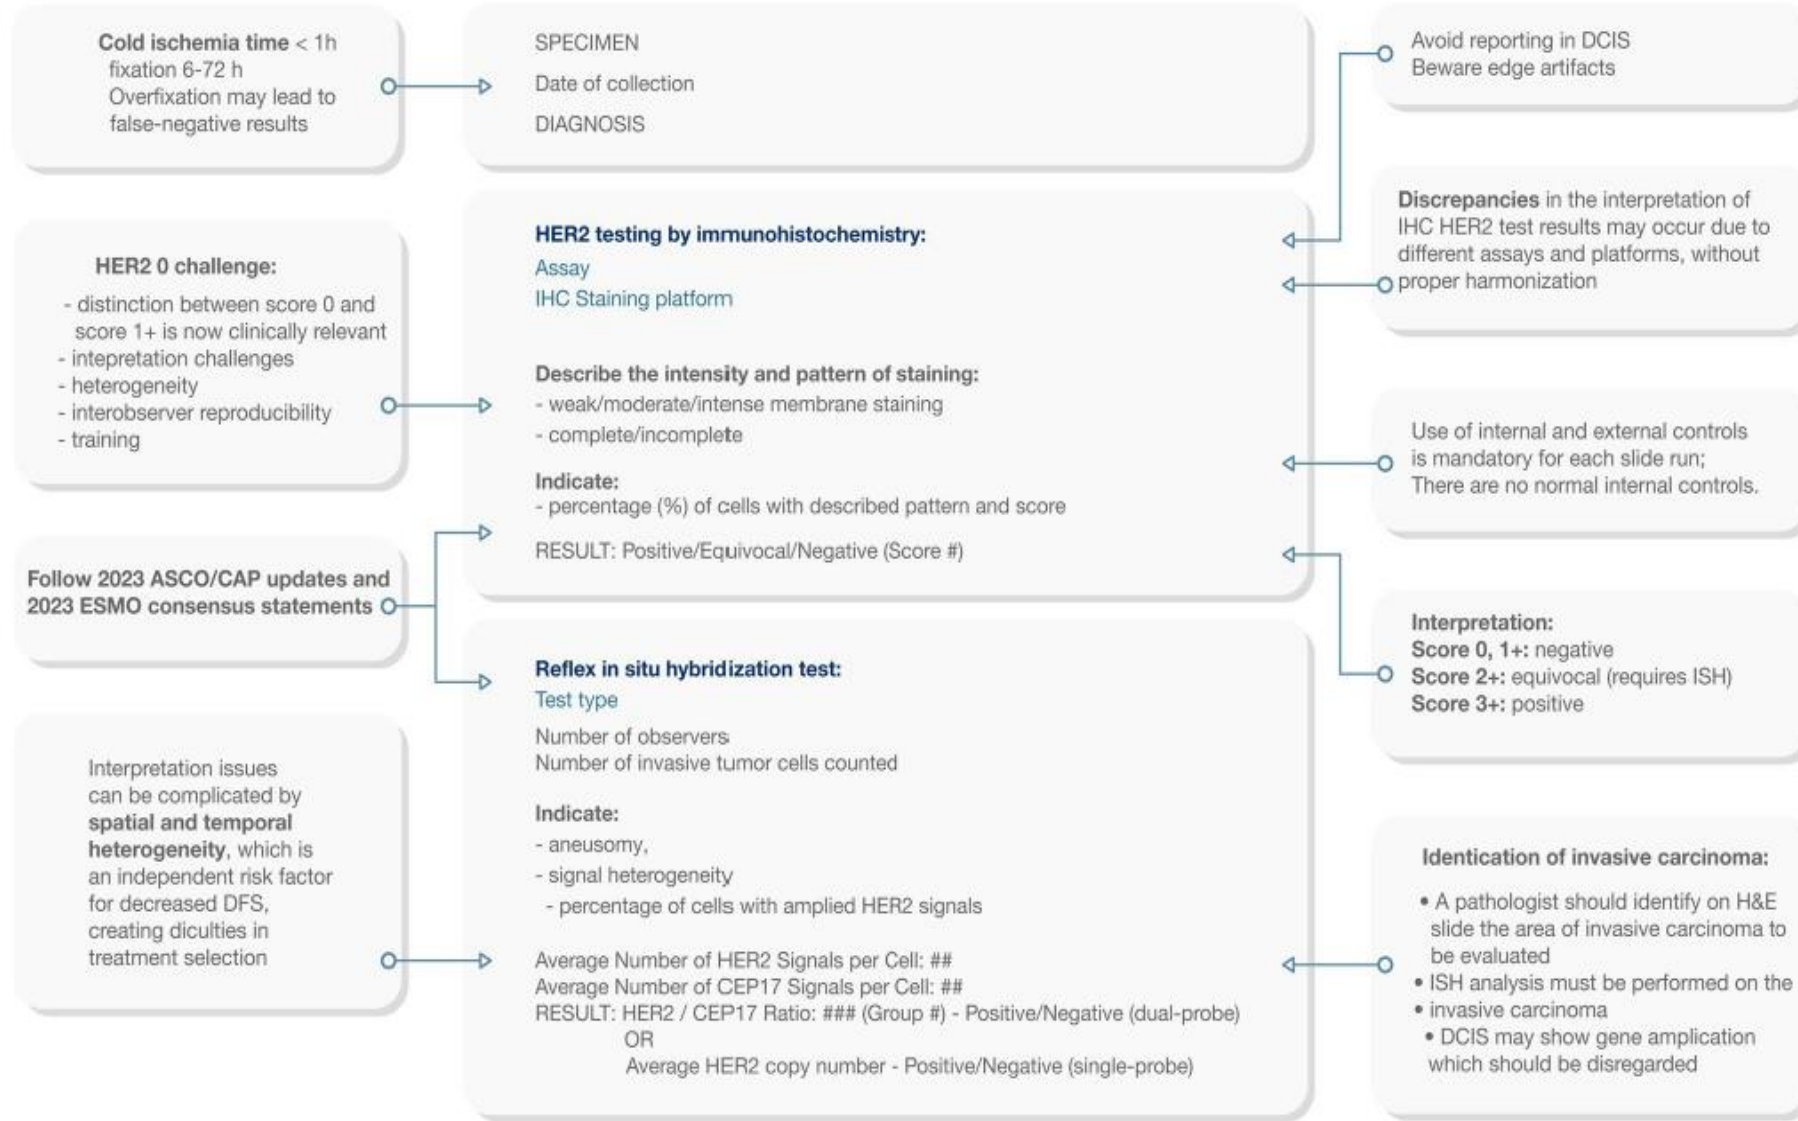 Cold ischemia time < 1h
fixation 6-72 h
Overfixation may lead to
false-negative results
SPECIMEN
Date of collection
DIAGNOSIS
Avoid reporting in DCIS
Beware edge artifacts
HER2 0 challenge:
- distinction between score 0 and
score 1+ is now clinically relevant
- intepretation challenges
- heterogeneity
- interobserver reproducibility
- training
HER2 testing by immunohistochemistry:
Assay
IHC Staining platform
Describe the intensity and pattern of staining:
- weak/moderate/intense membrane staining
- complete/incomplete
Indicate:
- percentage (%) of cells with described pattern and score
RESULT: Positive/Equivocal/Negative (Score #)
Discrepancies in the interpretation of
IHC HER2 test results may occur due to
different assays and platforms, without
proper harmonization
Use of internal and external controls
is mandatory for each slide run;
There are no normal internal controls.
Follow 2023 ASCO/CAP updates and
2023 ESMO consensus statements
Interpretation:
Score 0, 1+: negative
Score 2+: equivocal (requires ISH)
Score 3+: positive
Interpretation issues
can be complicated by
spatial and temporal
heterogeneity, which is
an independent risk factor
for decreased DFS,
creating diculties in
treatment selection
Reflex in situ hybridization test:
Test type
Number of observers
Number of invasive tumor cells counted
Indicate:
- aneusomy,
- signal heterogeneity
- percentage of cells with amplied HER2 signals
Average Number of HER2 Signals per Cell: ##
Average Number of CEP17 Signals per Cell: ##
RESULT: HER2 / CEP17 Ratio: ### (Group #) - Positive/Negative (dual-probe)
OR
Average HER2 copy number - Positive/Negative (single-probe)
Identication of invasive carcinoma:
• A pathologist should identify on H&E
slide the area of invasive carcinoma to
be evaluated
• ISH analysis must be performed on the
• invasive carcinoma
• DCIS may show gene amplication
which should be disregarded